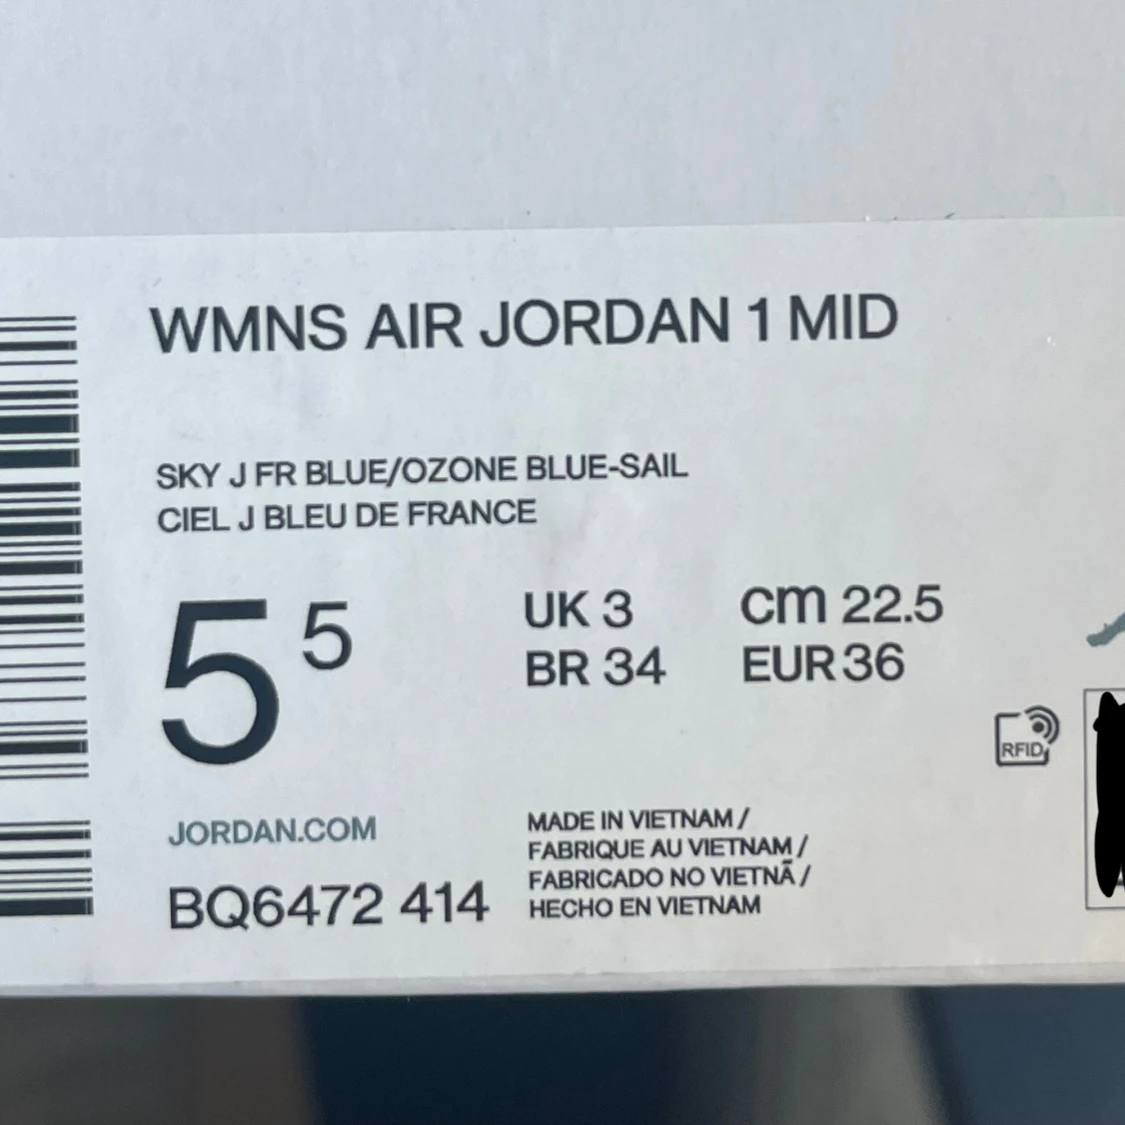 WMNS AIR JORDAN 1 MID
SKY J FR BLUE/OZONE BLUE-SAIL
CIEL J BLEU DE FRANCE
5 5
UK 3
CM 22.5
BR 34
EUR 36
RFID
JORDAN.COM
BQ6472 414
MADE IN VIETNAM /
FABRIQUE AU VIETNAM /
FABRICADO NO VIETNÃ /
HECHO EN VIETNAM